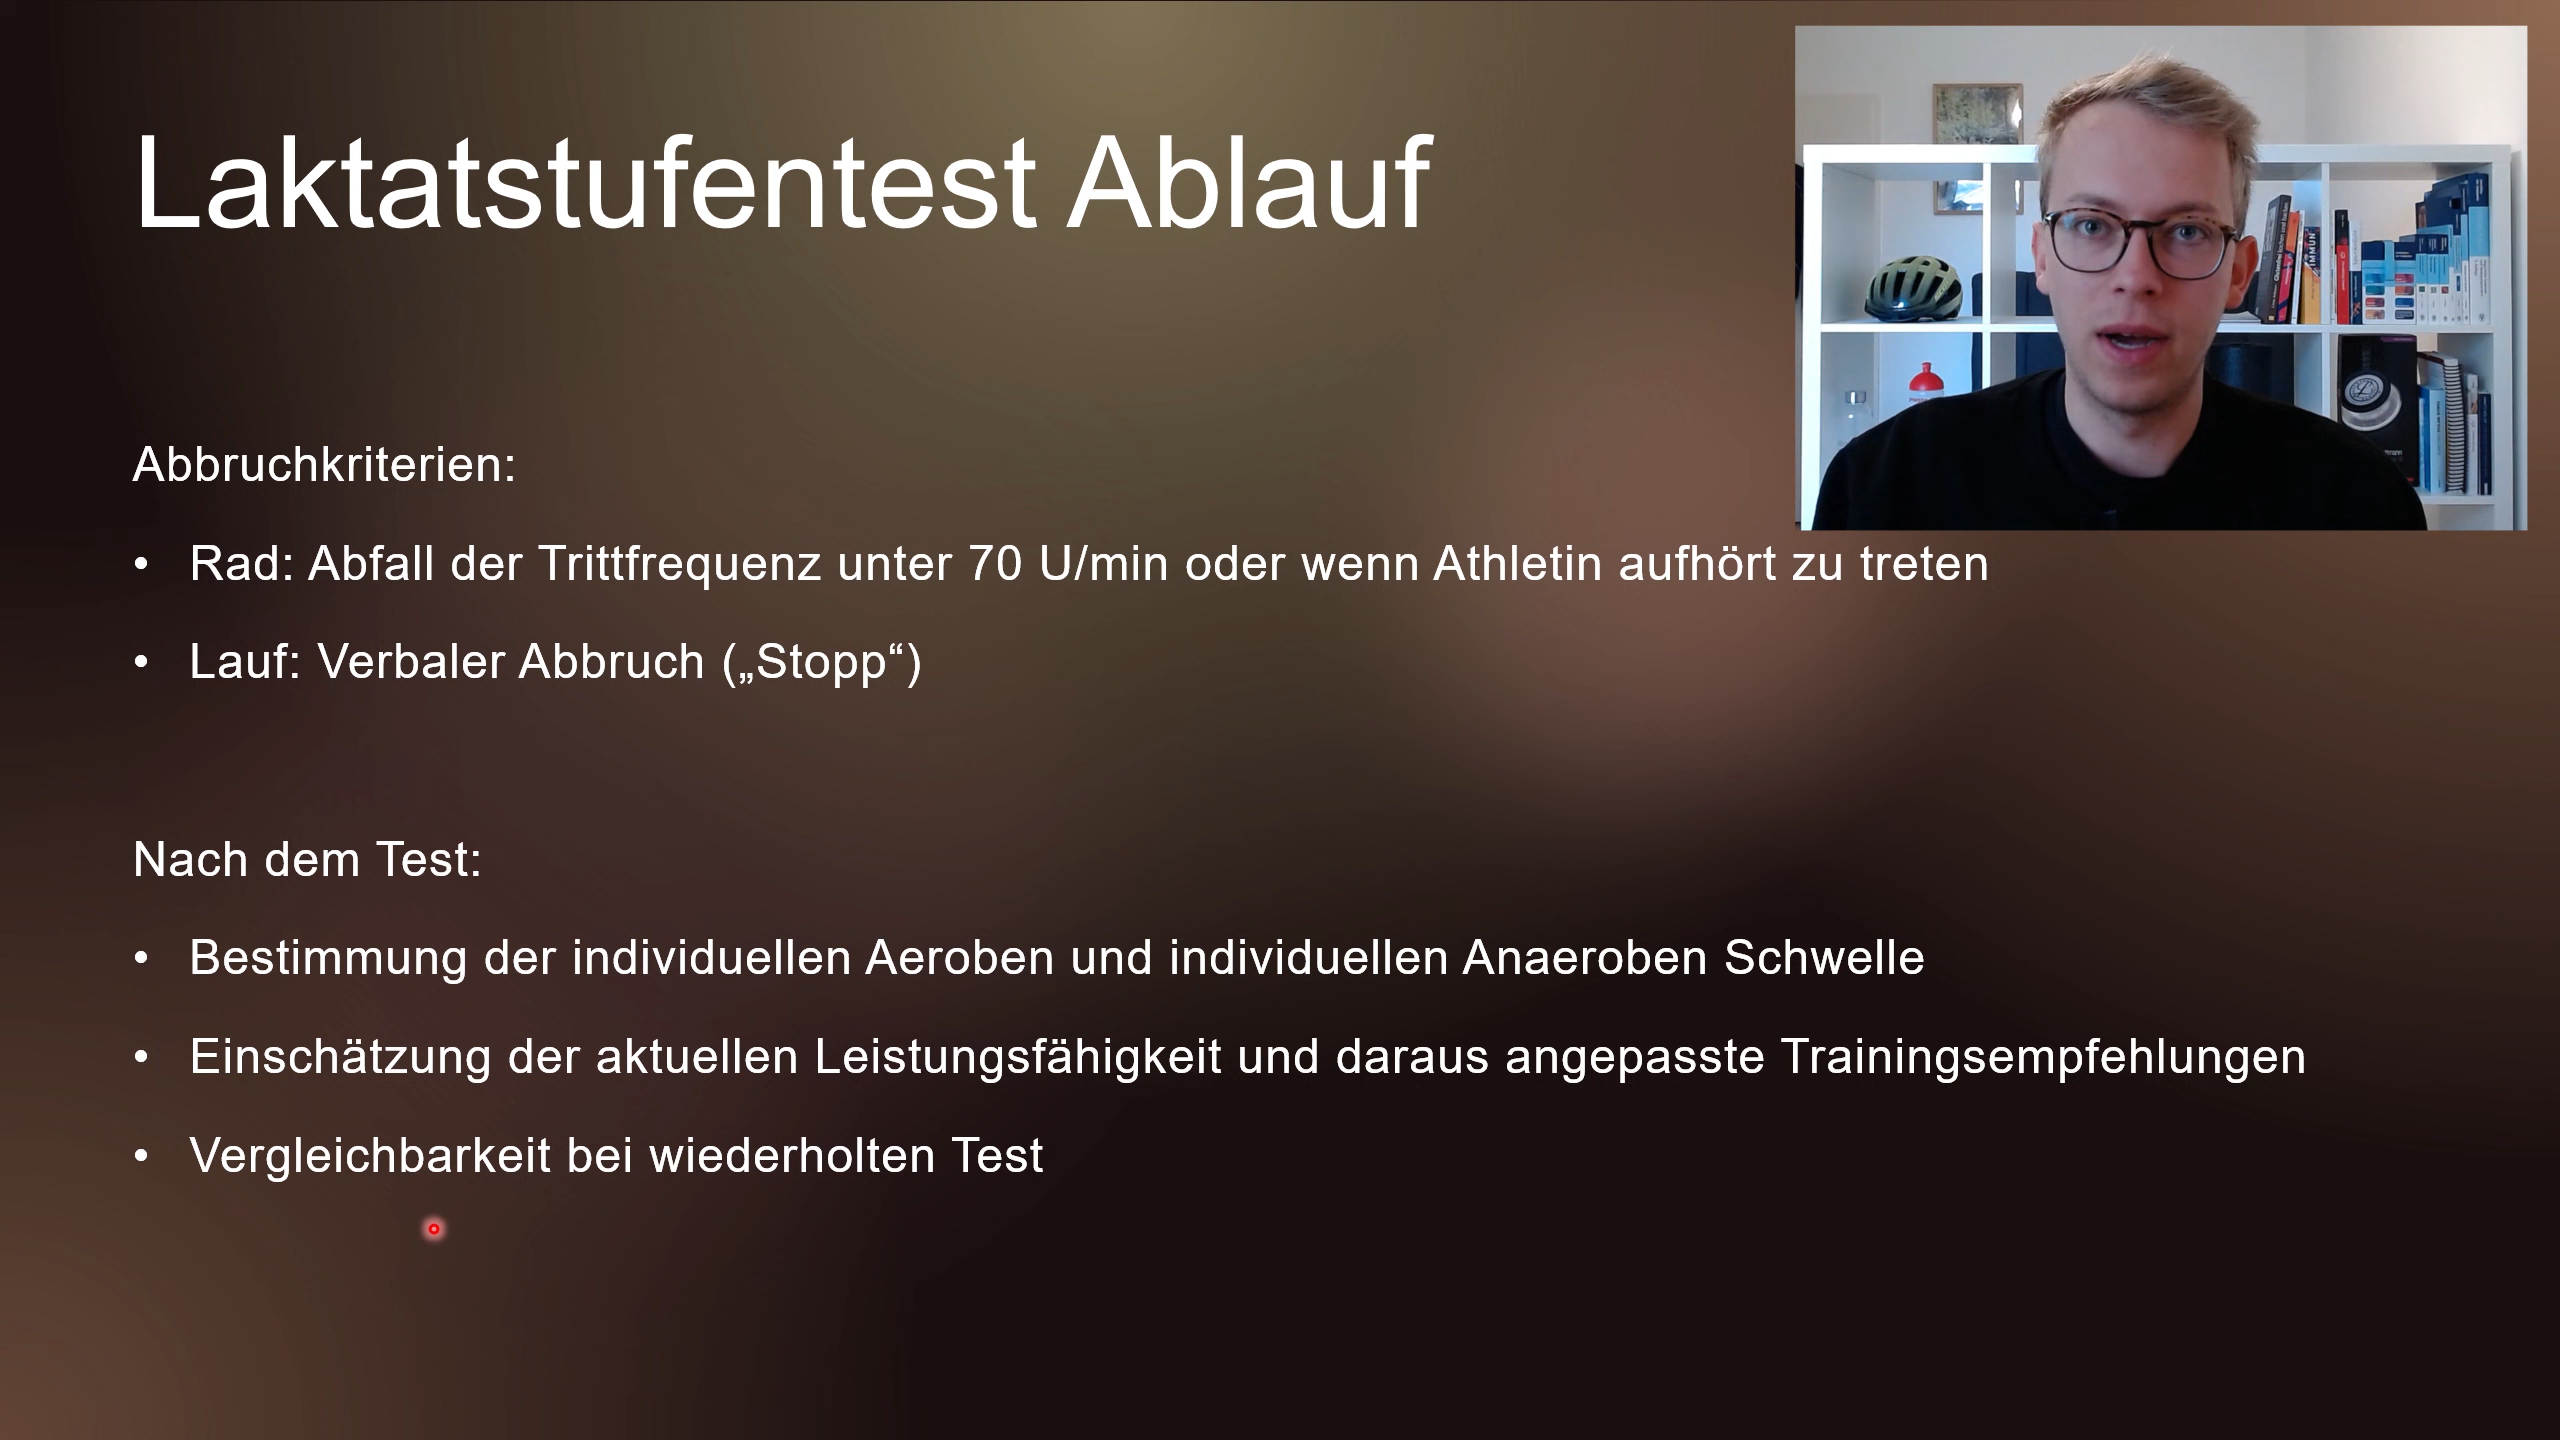 Laktatstufentest Ablauf
Abbruchkriterien:
• Rad: Abfall der Trittfrequenz unter 70 U/min oder wenn Athletin aufhört zu treten
• Lauf: Verbaler Abbruch („Stopp“)
Nach dem Test:
• Bestimmung der individuellen Aeroben und individuellen Anaeroben Schwelle
• Einschätzung der aktuellen Leistungsfähigkeit und daraus angepasste Trainingsempfehlungen
• Vergleichbarkeit bei wiederholten Test
IMMUN